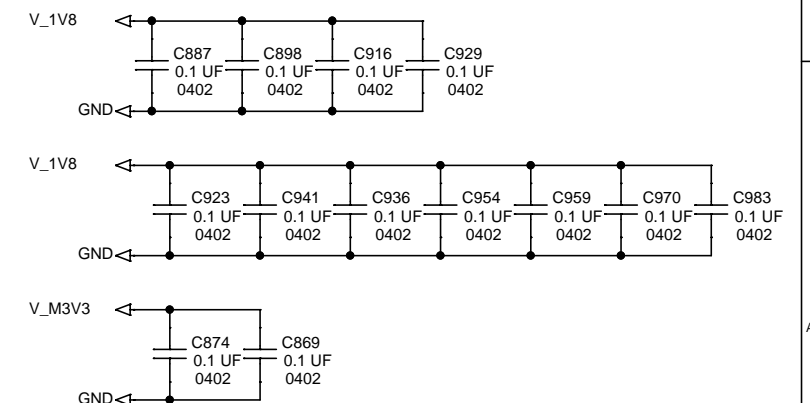 V_1V8
C887 C898 C916 C929
0.1 UF 0.1 UF 0.1 UF 0.1 UF
0402 0402 0402 0402
GND
V_1V8
C923 C941 C936 C954 C959 C970 C983
0.1 UF 0.1 UF 0.1 UF 0.1 UF 0.1 UF 0.1 UF 0.1 UF
0402 0402 0402 0402 0402 0402 0402
GND
V_M3V3
A
C874 C869
0.1 UF 0.1 UF
0402 0402
GND